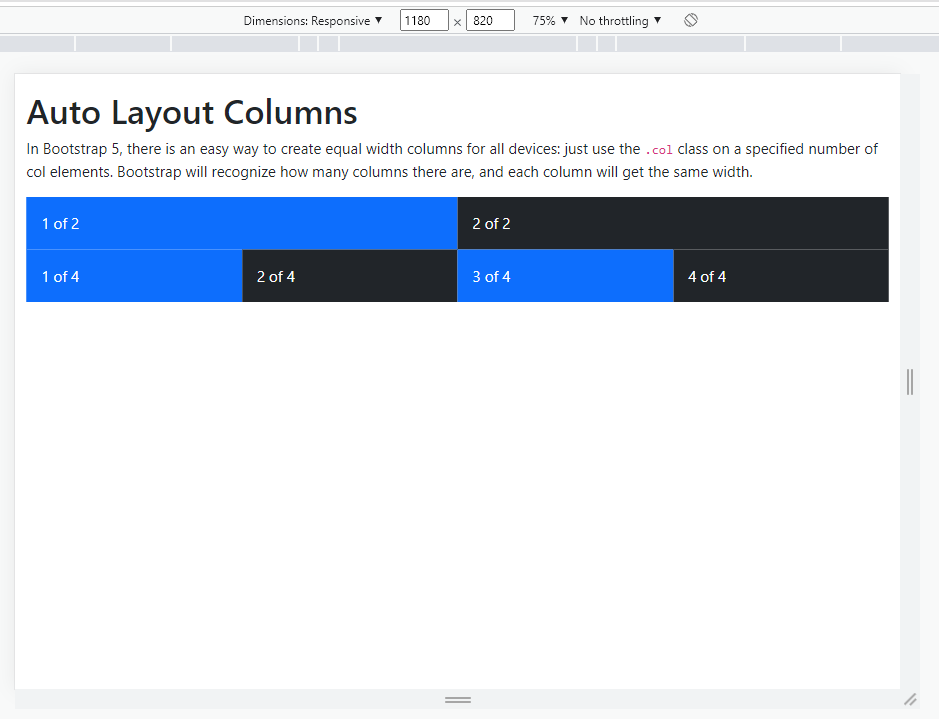 Dimensions: Responsive ▼ 1180 × 820 75% ▼ No throttling ▼
Auto Layout Columns
In Bootstrap 5, there is an easy way to create equal width columns for all devices: just use the .col class on a specified number of
col elements. Bootstrap will recognize how many columns there are, and each column will get the same width.
1 of 2 2 of 2
1 of 4 2 of 4 3 of 4 4 of 4